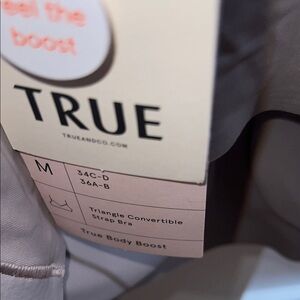 eel the
boost
TRUE
TRUEANDCO.COM
M
34C-D
36A-B
Triangle Convertible
Strap Bra
True Body Boost